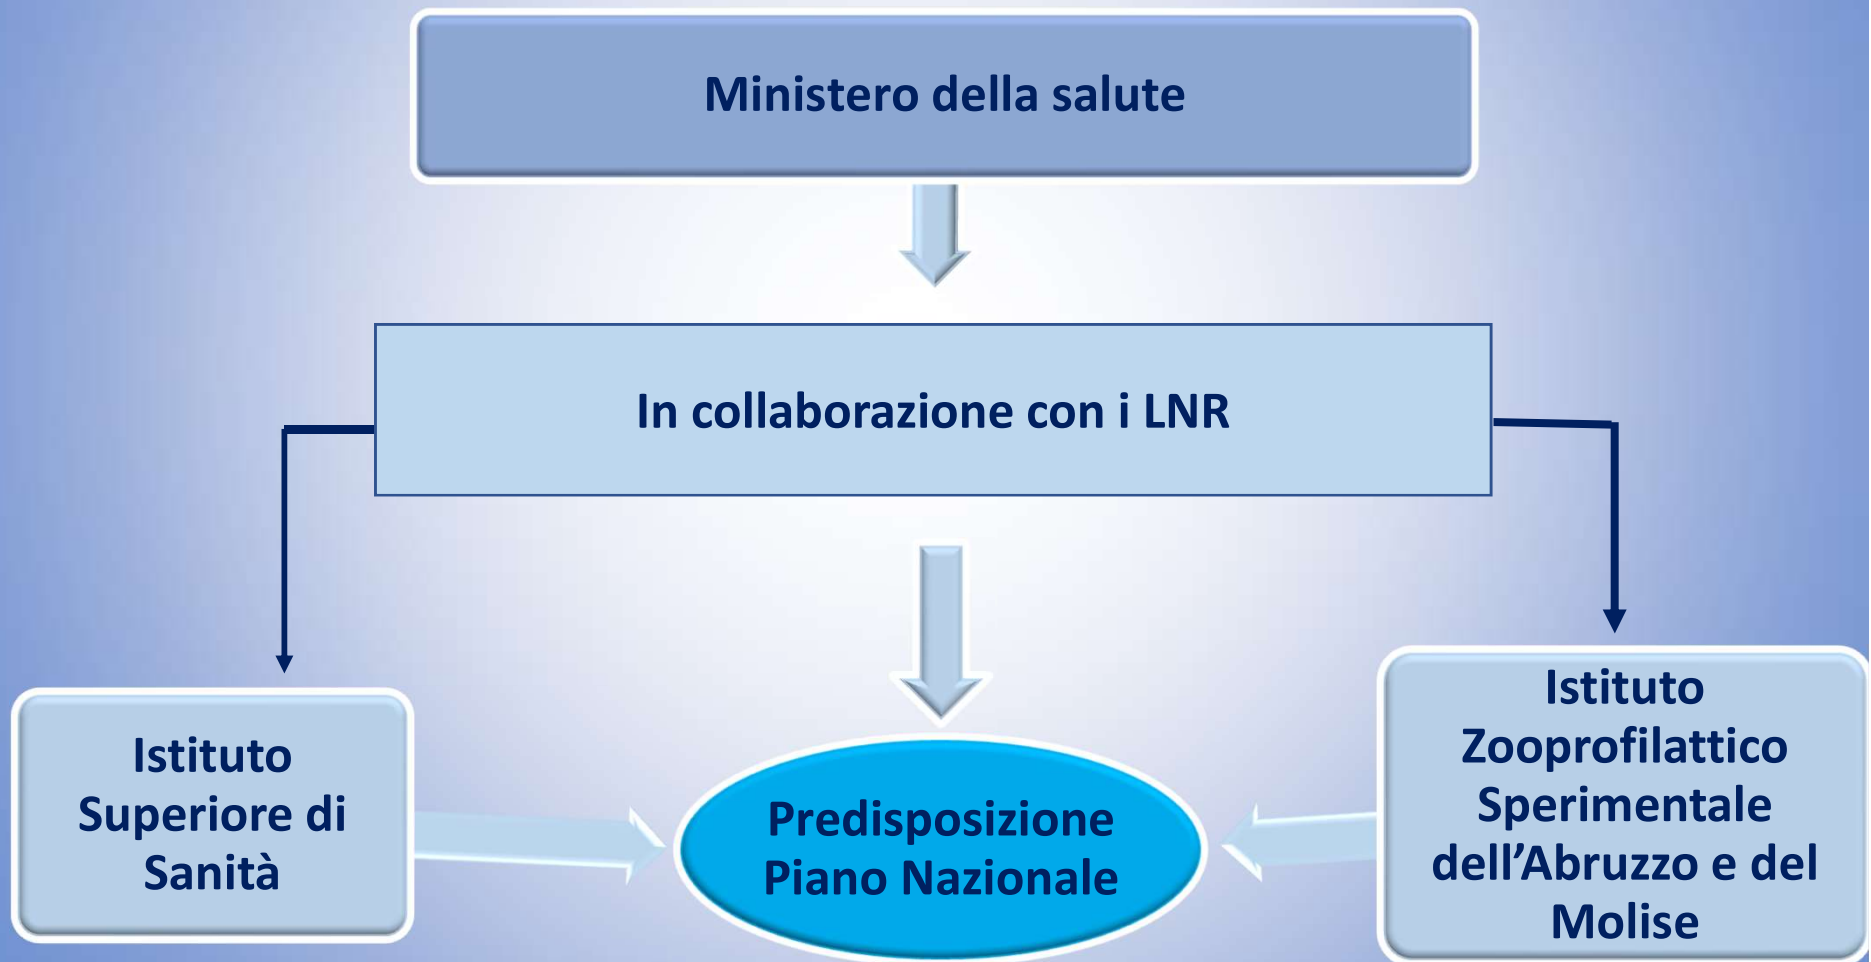 Ministero della salute
In collaborazione con i LNR
Istituto
Superiore di
Sanità
Predisposizione
Piano Nazionale
Istituto
Zooprofilattico
Sperimentale
dell’Abruzzo e del
Molise